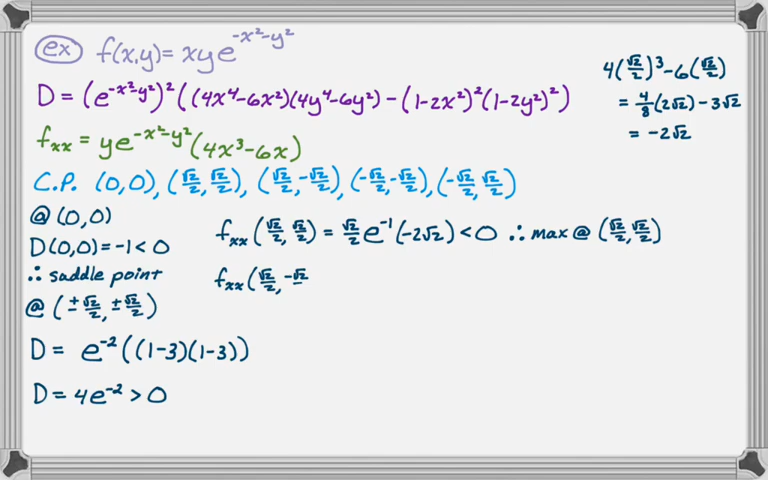 ex f(x,y) = xye^{-x²-y²}
D = (e^{-x²-y²})²((4x⁴-6x²)(4y⁴-6y²) - (1-2x²)²(1-2y²)²)
f_xx = ye^{-x²-y²}(4x³-6x)
C.P. (0,0), (√2/2, √2/2), (√2/2, -√2/2), (-√2/2, -√2/2), (-√2/2, √2/2)
@ (0,0)
D(0,0) = -1 < 0
∴ saddle point
@ (±√2/2, ±√2/2)
D = e^{-2}((1-3)(1-3))
D = 4e^{-2} > 0
f_xx(√2/2, √2/2) = √2/2 e^{-1}(-2√2) < 0 ∴ max @ (√2/2, √2/2)
f_xx(√2/2, -√2
4(√2/2)³ - 6(√2/2)
= 4/8(2√2) - 3√2
= -2√2